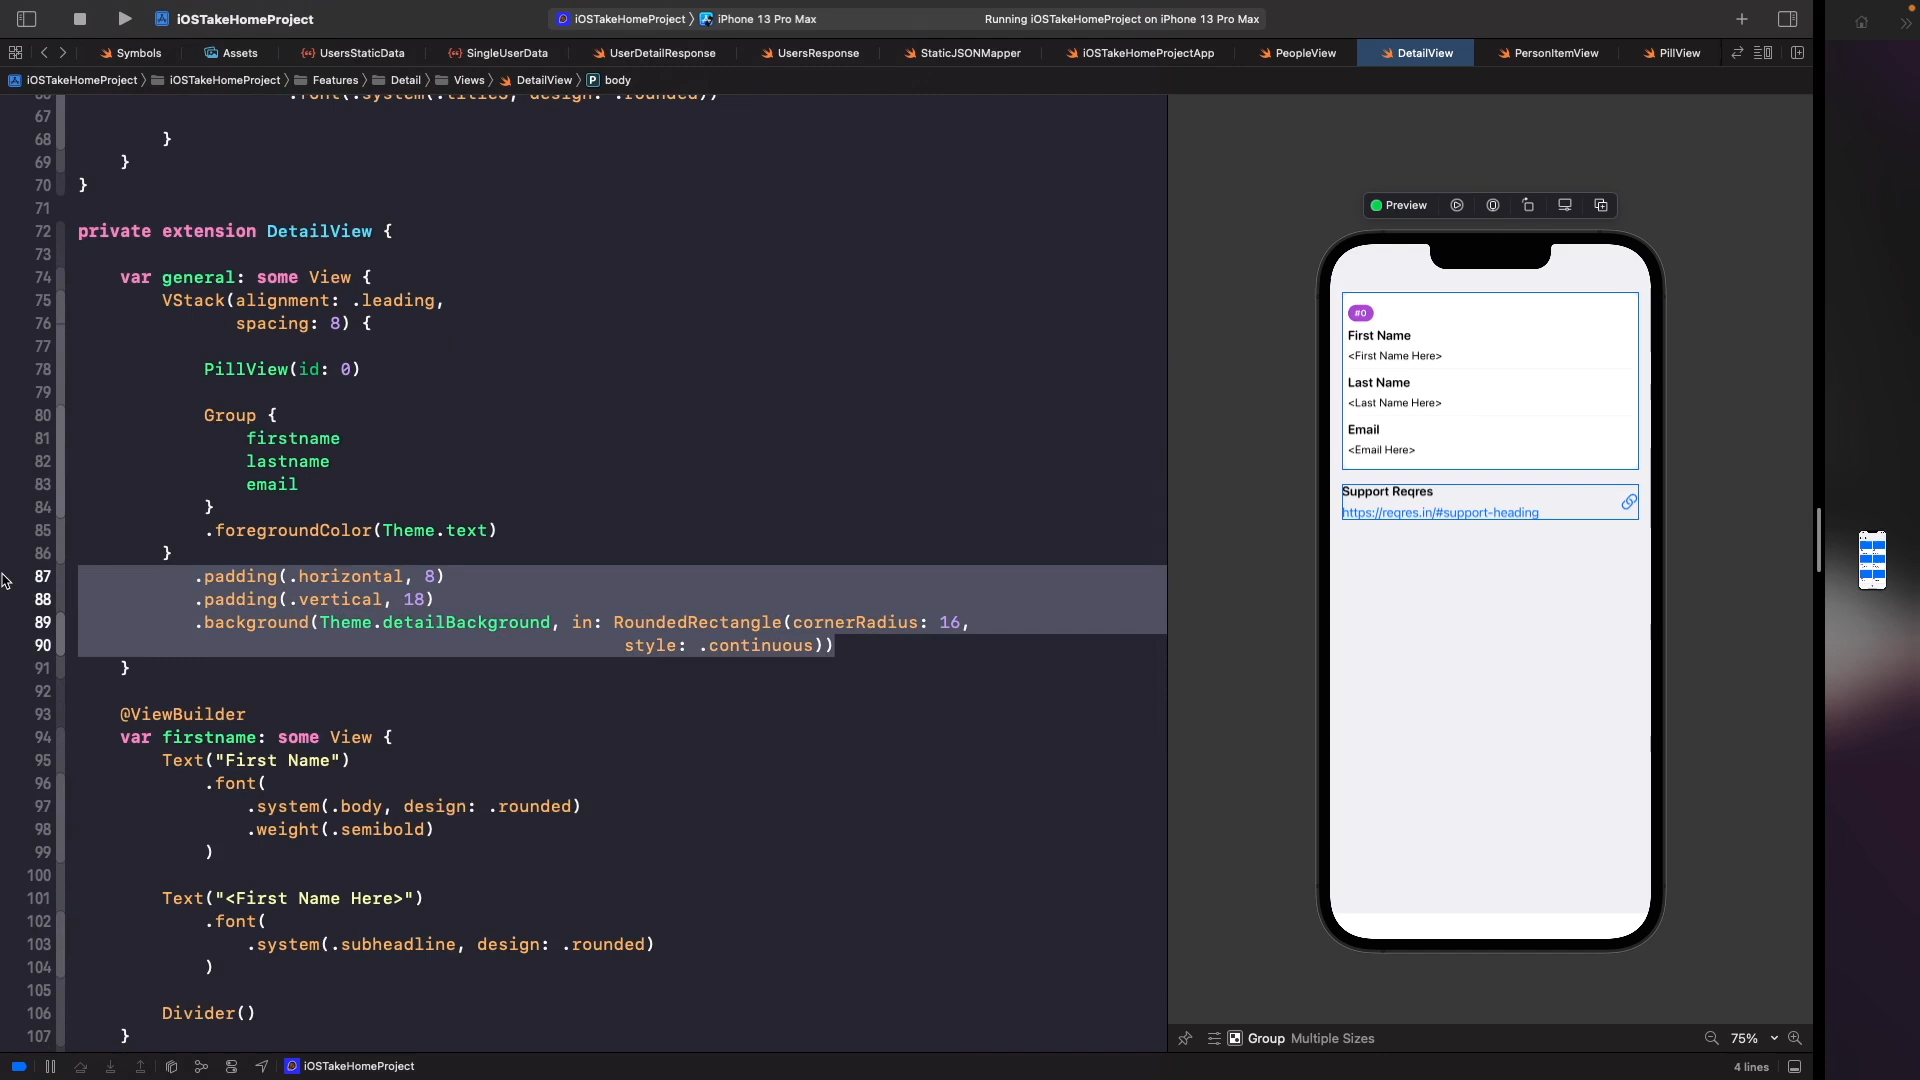 iOSTakeHomeProject
iOSTakeHomeProject
iPhone 13 Pro Max
Running iOSTakeHomeProject on iPhone 13 Pro Max
Symbols
Assets
UsersStaticData
SingleUserData
UserDetailResponse
UsersResponse
StaticJSONMapper
iOSTakeHomeProjectApp
PeopleView
DetailView
PersonItemView
PillView
iOSTakeHomeProject
iOSTakeHomeProject
Features
Detail
Views
DetailView
P body
66 .font(.system(.title3, design: .rounded))
67
68 }
69 }
70 }
71
72 private extension DetailView {
73
74 var general: some View {
75 VStack(alignment: .leading,
76 spacing: 8) {
77
78 PillView(id: 0)
79
80 Group {
81 firstname
82 lastname
83 email
84 }
85 .foregroundColor(Theme.text)
86 }
87 .padding(.horizontal, 8)
88 .padding(.vertical, 18)
89 .background(Theme.detailBackground, in: RoundedRectangle(cornerRadius: 16,
90 style: .continuous))
91 }
92
93 @ViewBuilder
94 var firstname: some View {
95 Text("First Name")
96 .font(
97 .system(.body, design: .rounded)
98 .weight(.semibold)
99 )
100
101 Text("<First Name Here>")
102 .font(
103 .system(.subheadline, design: .rounded)
104 )
105
106 Divider()
107 }
Preview
#0
First Name
<First Name Here>
Last Name
<Last Name Here>
Email
<Email Here>
Support Reqres
https://reqres.in/#support-heading
Group Multiple Sizes
75%
iOSTakeHomeProject
4 lines